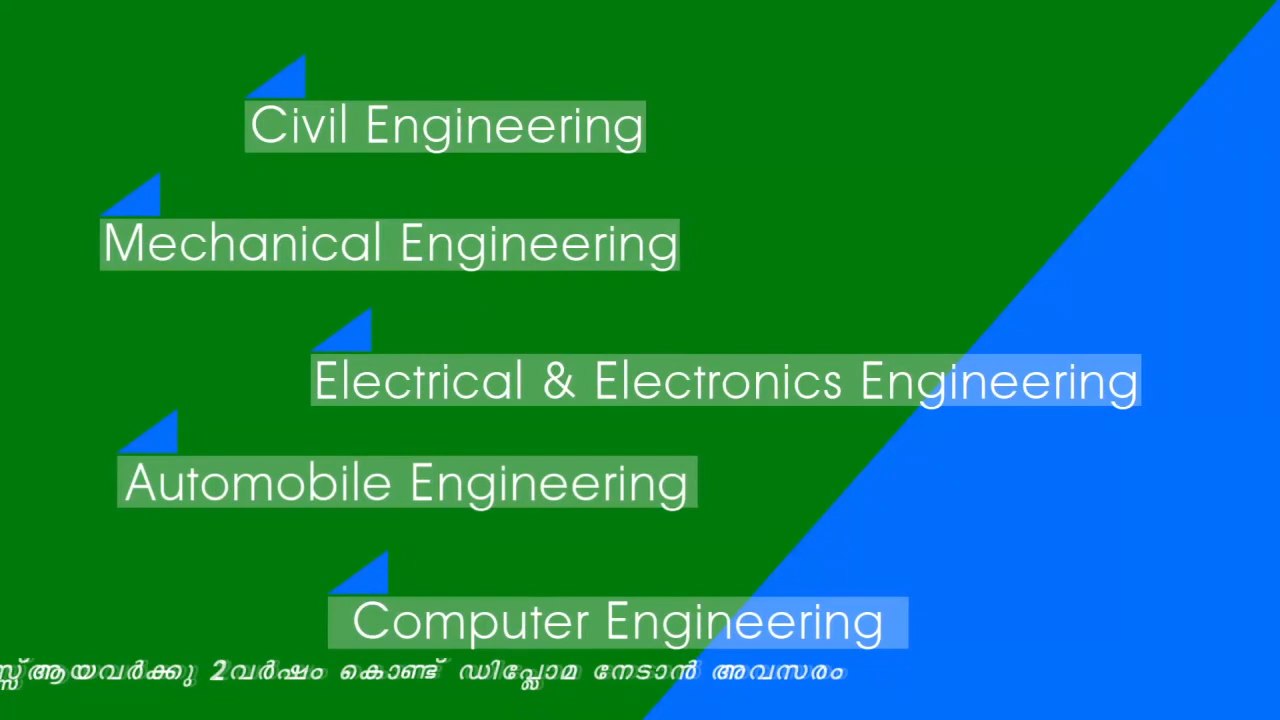 Civil Engineering
Mechanical Engineering
Electrical & Electronics Engineering
Automobile Engineering
Computer Engineering
ആയവർക്കു 2വർഷം കൊണ്ട് ഡിപ്ലോമ നേടാൻ അവസരം